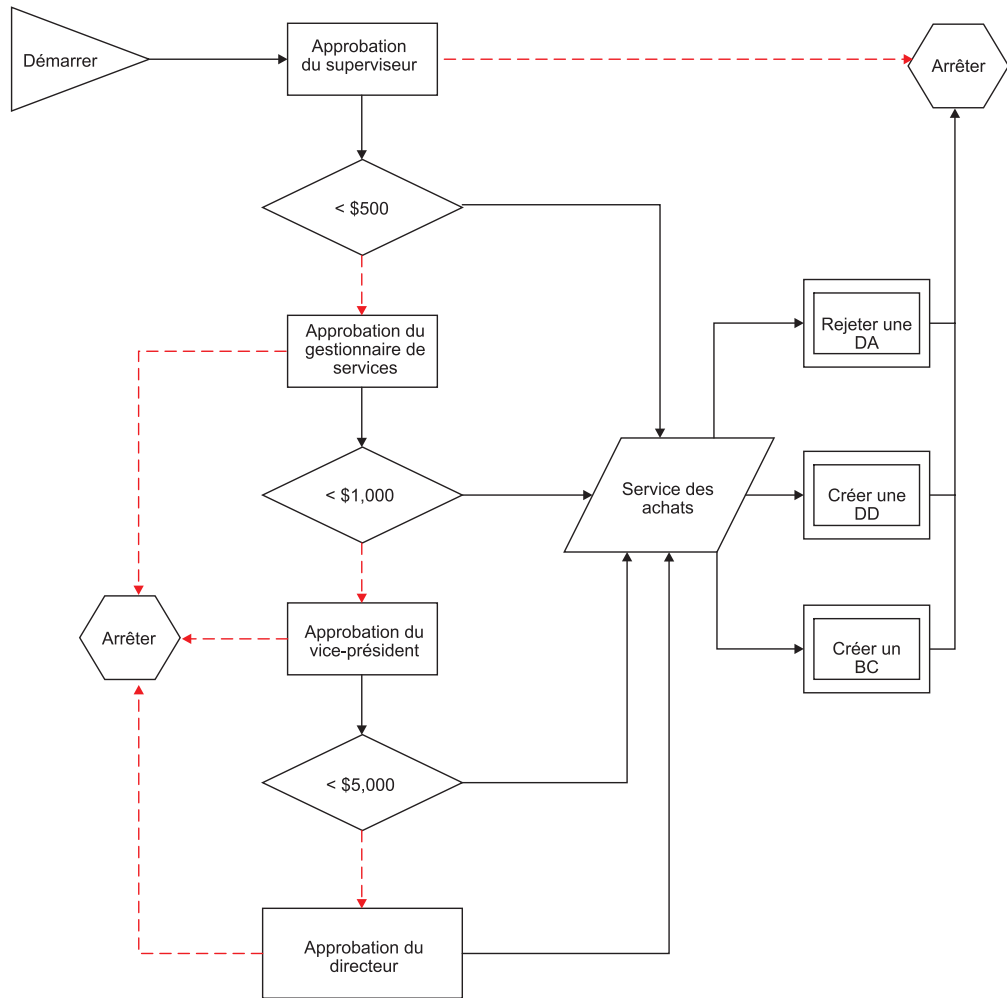 Démarrer
Approbation
du superviseur
Arrêter
< $500
Approbation du
gestionnaire de
services
Rejeter une
DA
< $1,000
Service des
achats
Créer une
DD
Arrêter
Approbation du
vice-président
Créer un
BC
< $5,000
Approbation du
directeur